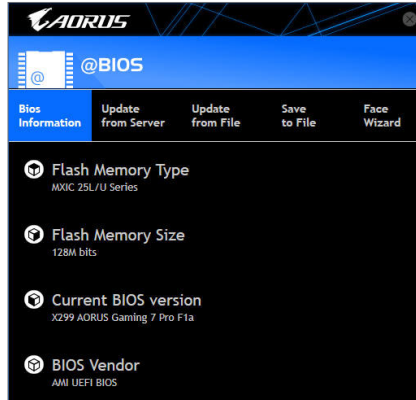 AORUS
@
@BIOS
Bios Information
Update from Server
Update from File
Save to File
Face Wizard
Flash Memory Type
MXIC 25L/U Series
Flash Memory Size
128M bits
Current BIOS version
X299 AORUS Gaming 7 Pro F1a
BIOS Vendor
AMI UEFI BIOS